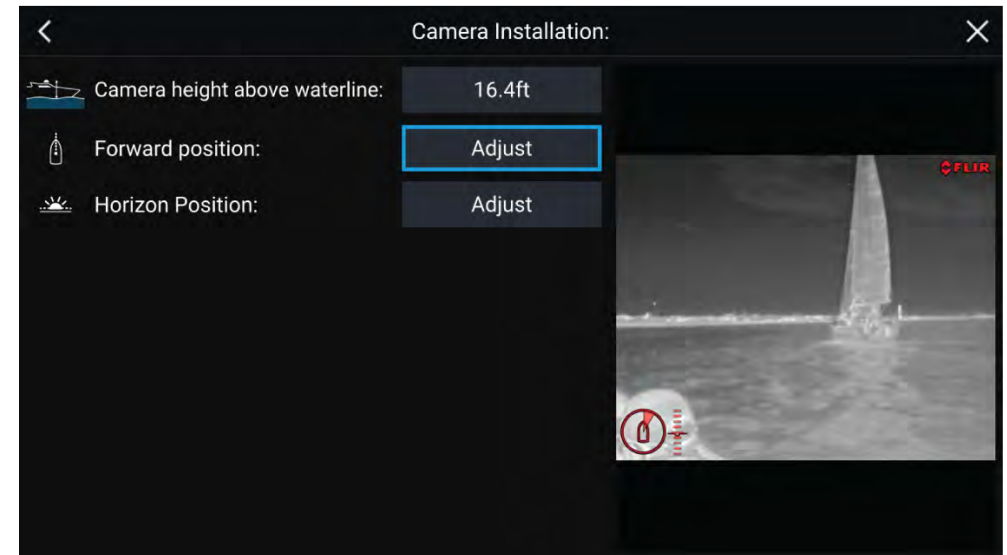 Camera Installation:
Camera height above waterline: 16.4ft
Forward position: Adjust
Horizon Position: Adjust
FLIR